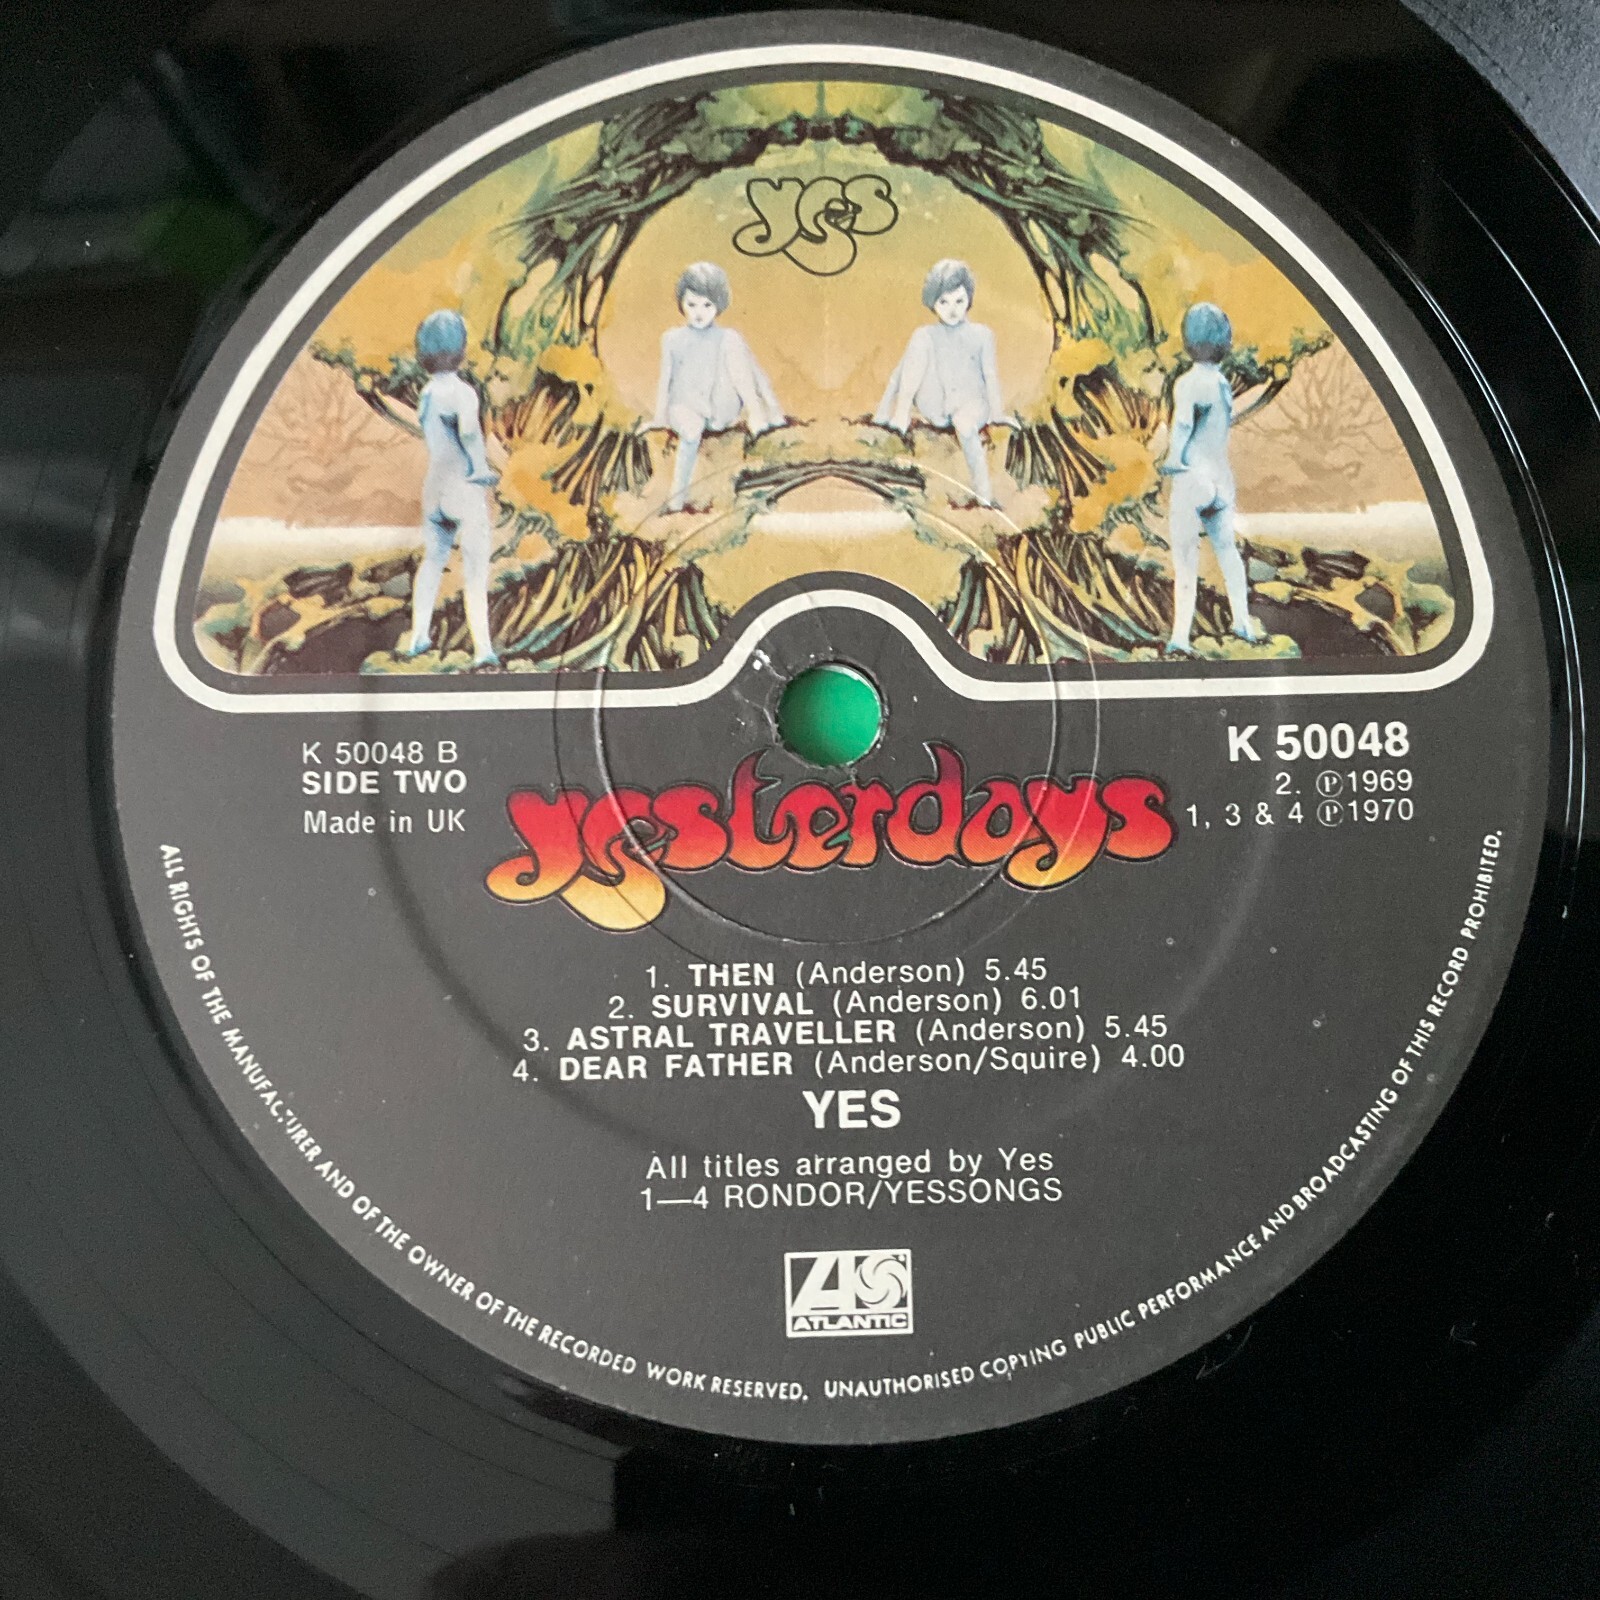 yes
K 50048 B
SIDE TWO
Made in UK
K 50048
2. ℗1969
1, 3 & 4 ℗1970
yesterdays
1. THEN (Anderson) 5.45
2. SURVIVAL (Anderson) 6.01
3. ASTRAL TRAVELLER (Anderson) 5.45
4. DEAR FATHER (Anderson/Squire) 4.00
YES
All titles arranged by Yes
1—4 RONDOR/YESSONGS
ATLANTIC
ALL RIGHTS OF THE MANUFACTURER AND OF THE OWNER OF THE RECORDED WORK RESERVED. UNAUTHORISED COPYING PUBLIC PERFORMANCE AND BROADCASTING OF THIS RECORD PROHIBITED.